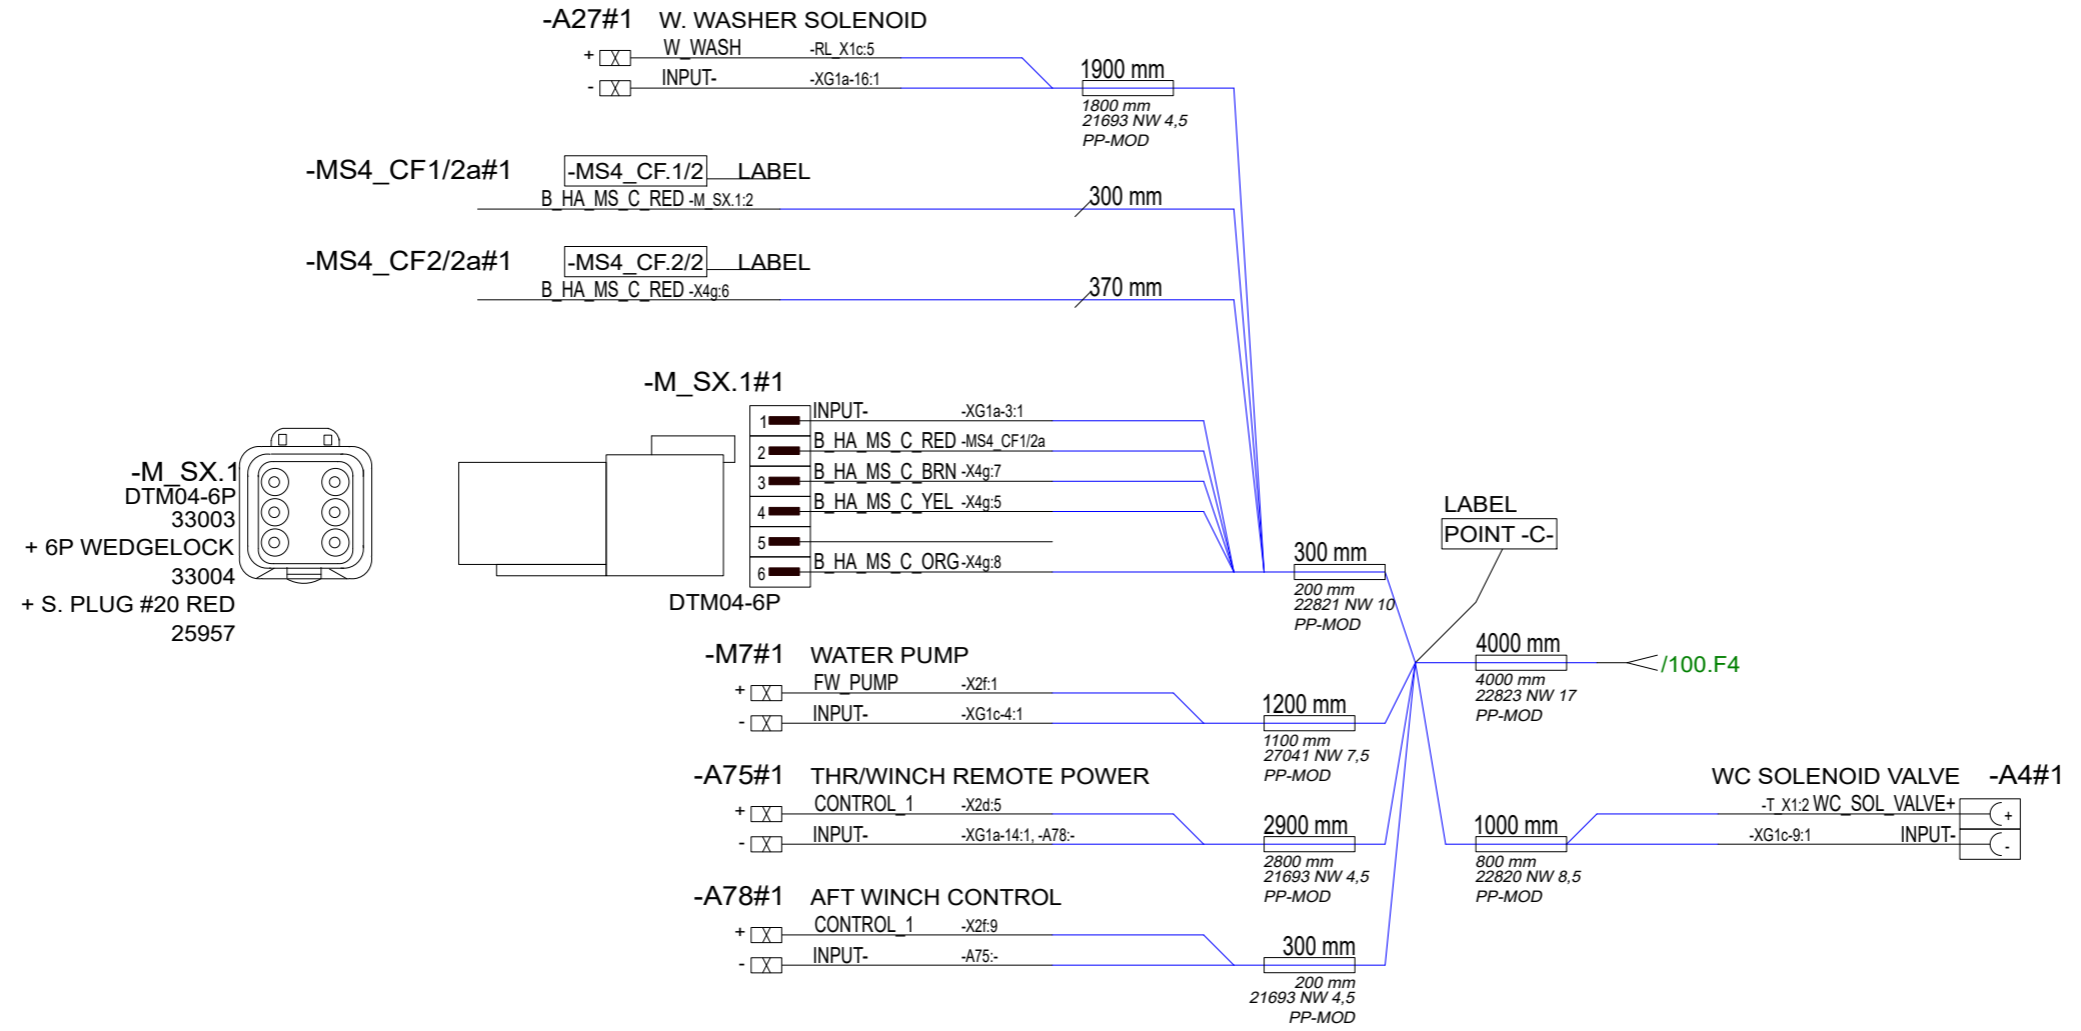 -A27#1 W. WASHER SOLENOID
+ X W_WASH -RL_X1c:5
- X INPUT- -XG1a-16:1
1900 mm
1800 mm
21693 NW 4,5
PP-MOD
-MS4_CF1/2a#1 -MS4_CF.1/2 LABEL
B_HA_MS_C_RED -M_SX.1:2 300 mm
-MS4_CF2/2a#1 -MS4_CF.2/2 LABEL
B_HA_MS_C_RED -X4g:6 370 mm
-M_SX.1#1
1 INPUT- -XG1a-3:1
2 B_HA_MS_C_RED -MS4_CF1/2a
3 B_HA_MS_C_BRN -X4g:7
4 B_HA_MS_C_YEL -X4g:5
5
6 B_HA_MS_C_ORG -X4g:8
DTM04-6P
-M_SX.1
DTM04-6P
33003
+ 6P WEDGELOCK
33004
+ S. PLUG #20 RED
25957
300 mm
200 mm
22821 NW 10
PP-MOD
LABEL
POINT -C-
4000 mm
4000 mm
22823 NW 17
PP-MOD
/100.F4
-M7#1 WATER PUMP
+ X FW_PUMP -X2f:1
- X INPUT- -XG1c-4:1
1200 mm
1100 mm
27041 NW 7,5
PP-MOD
-A75#1 THR/WINCH REMOTE POWER
+ X CONTROL_1 -X2d:5
- X INPUT- -XG1a-14:1, -A78:-
2900 mm
2800 mm
21693 NW 4,5
PP-MOD
WC SOLENOID VALVE -A4#1
-T_X1:2 WC_SOL_VALVE+ +
-XG1c-9:1 INPUT- -
1000 mm
800 mm
22820 NW 8,5
PP-MOD
-A78#1 AFT WINCH CONTROL
+ X CONTROL_1 -X2f:9
- X INPUT- -A75:-
300 mm
200 mm
21693 NW 4,5
PP-MOD